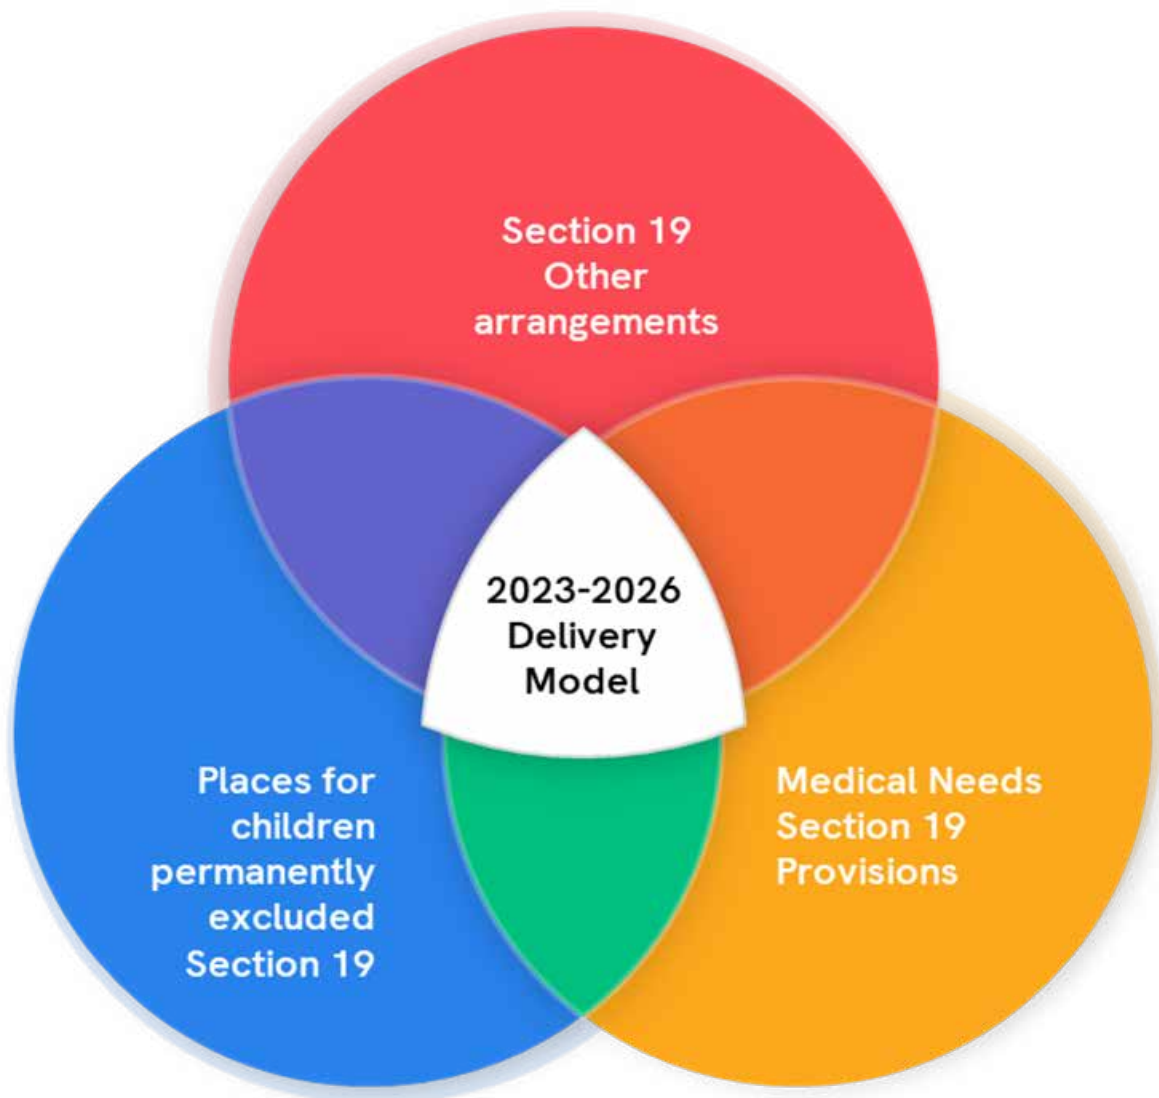 Section 19
Other
arrangements
2023-2026
Delivery
Model
Places for
children
permanently
excluded
Section 19
Medical Needs
Section 19
Provisions